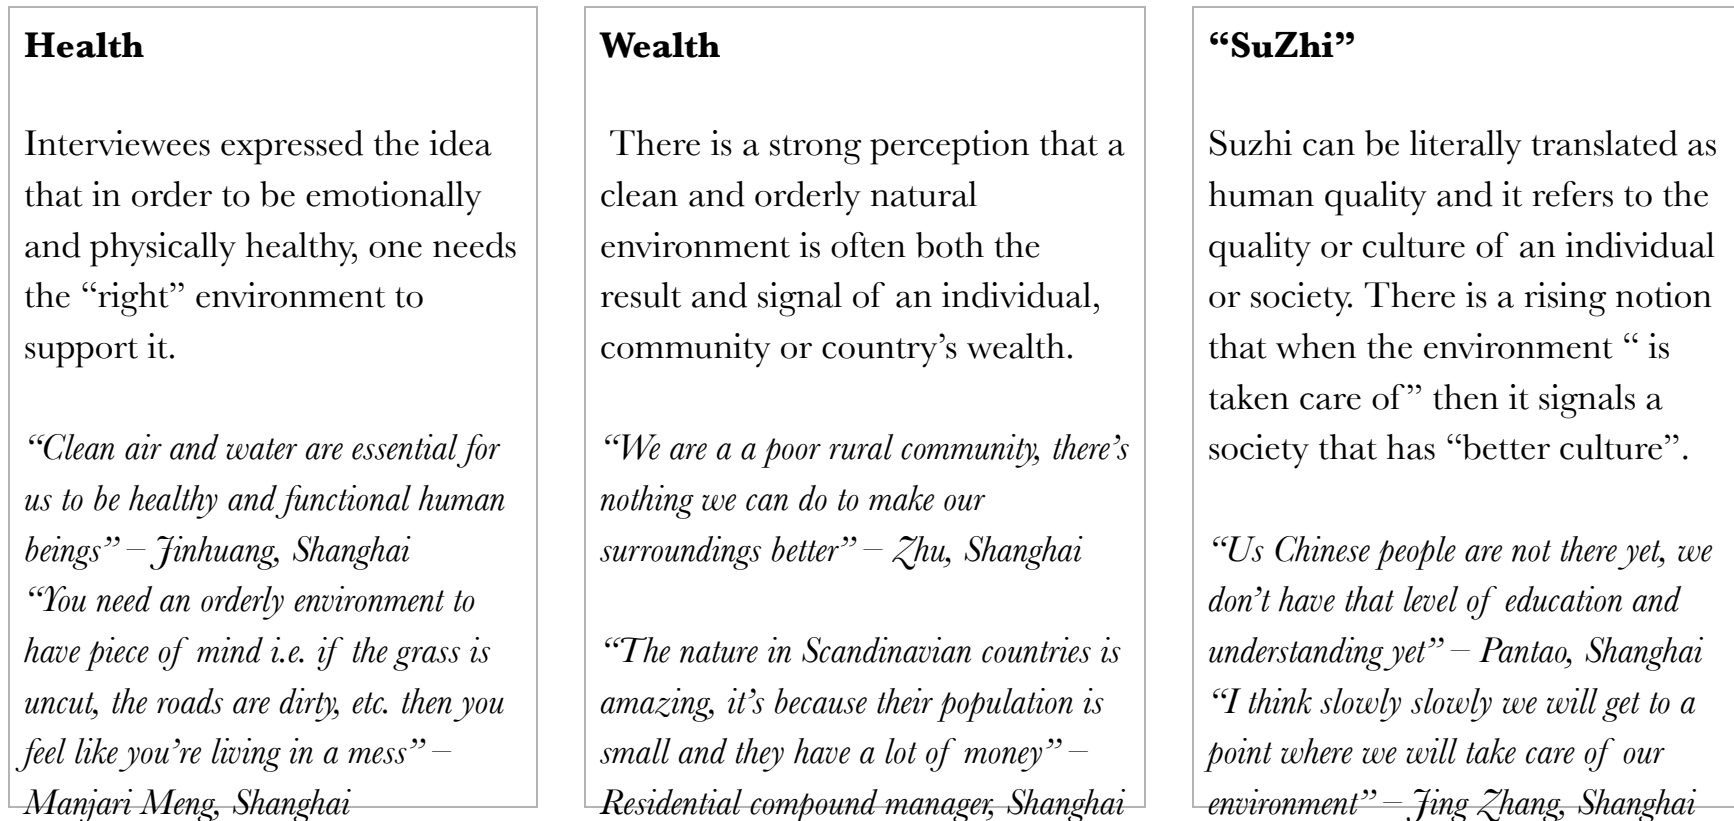 Health
Interviewees expressed the idea
that in order to be emotionally
and physically healthy, one needs
the “right” environment to
support it.
“Clean air and water are essential for
us to be healthy and functional human
beings” – Jinhuang, Shanghai
“You need an orderly environment to
have piece of mind i.e. if the grass is
uncut, the roads are dirty, etc. then you
feel like you’re living in a mess” –
Manjari Meng, Shanghai
Wealth
There is a strong perception that a
clean and orderly natural
environment is often both the
result and signal of an individual,
community or country’s wealth.
“We are a a poor rural community, there’s
nothing we can do to make our
surroundings better” – Zhu, Shanghai
“The nature in Scandinavian countries is
amazing, it’s because their population is
small and they have a lot of money” –
Residential compound manager, Shanghai
“SuZhi”
Suzhi can be literally translated as
human quality and it refers to the
quality or culture of an individual
or society. There is a rising notion
that when the environment “ is
taken care of” then it signals a
society that has “better culture”.
“Us Chinese people are not there yet, we
don’t have that level of education and
understanding yet” – Pantao, Shanghai
“I think slowly slowly we will get to a
point where we will take care of our
environment” – Jing Zhang, Shanghai